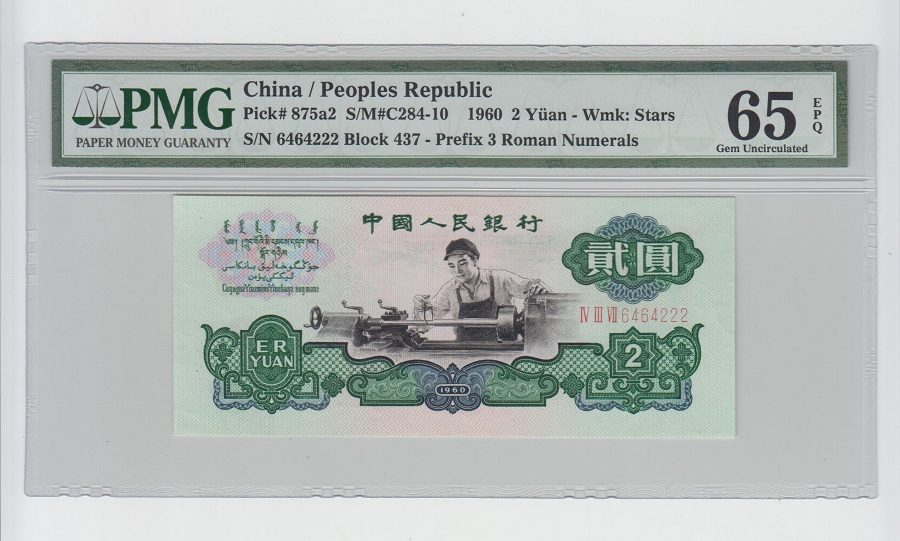 PMG
PAPER MONEY GUARANTY
China / Peoples Republic
Pick# 875a2 S/M#C284-10 1960 2 Yüan - Wmk: Stars
S/N 6464222 Block 437 - Prefix 3 Roman Numerals
65 EPQ
Gem Uncirculated
中國人民銀行
貳圓
IV III VII 6464222
ER
YUAN
1960
2